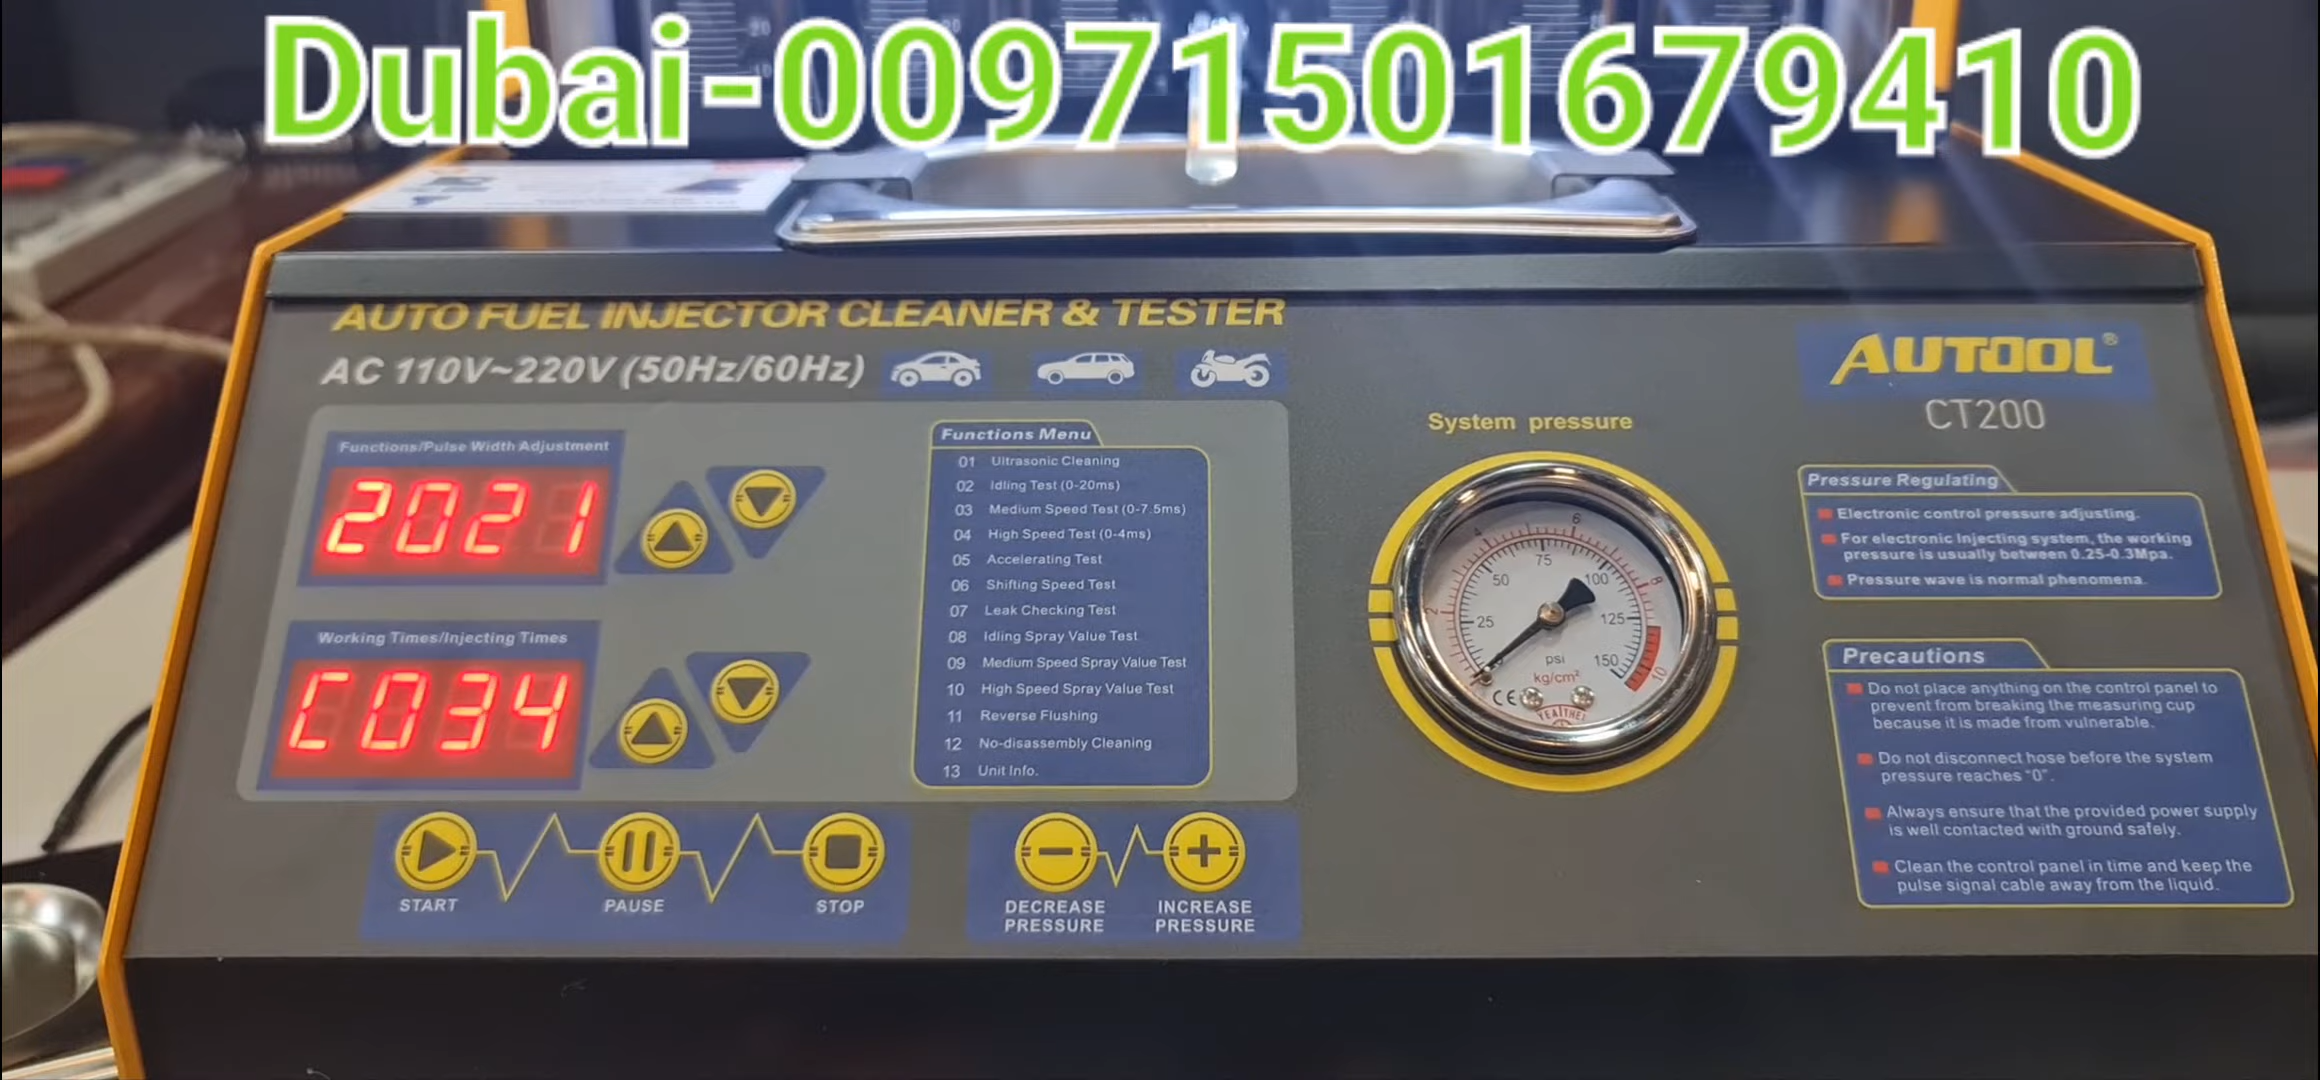 Dubai-00971501679410
AUTO FUEL INJECTOR CLEANER & TESTER
AC 110V~220V (50Hz/60Hz)
AUTOOL®
CT200
Functions/Pulse Width Adjustment
2021
Working Times/Injecting Times
C034
Functions Menu
01 Ultrasonic Cleaning
02 Idling Test (0-20ms)
03 Medium Speed Test (0-7.5ms)
04 High Speed Test (0-4ms)
05 Accelerating Test
06 Shifting Speed Test
07 Leak Checking Test
08 Idling Spray Value Test
09 Medium Speed Spray Value Test
10 High Speed Spray Value Test
11 Reverse Flushing
12 No-disassembly Cleaning
13 Unit Info.
START
PAUSE
STOP
DECREASE
PRESSURE
INCREASE
PRESSURE
System pressure
2
4
6
8
10
25
50
75
100
125
150
psi
kg/cm²
CE
Pressure Regulating
Electronic control pressure adjusting.
For electronic Injecting system, the working
pressure is usually between 0.25-0.3Mpa.
Pressure wave is normal phenomena.
Precautions
Do not place anything on the control panel to
prevent from breaking the measuring cup
because it is made from vulnerable.
Do not disconnect hose before the system
pressure reaches "0".
Always ensure that the provided power supply
is well contacted with ground safely.
Clean the control panel in time and keep the
pulse signal cable away from the liquid.